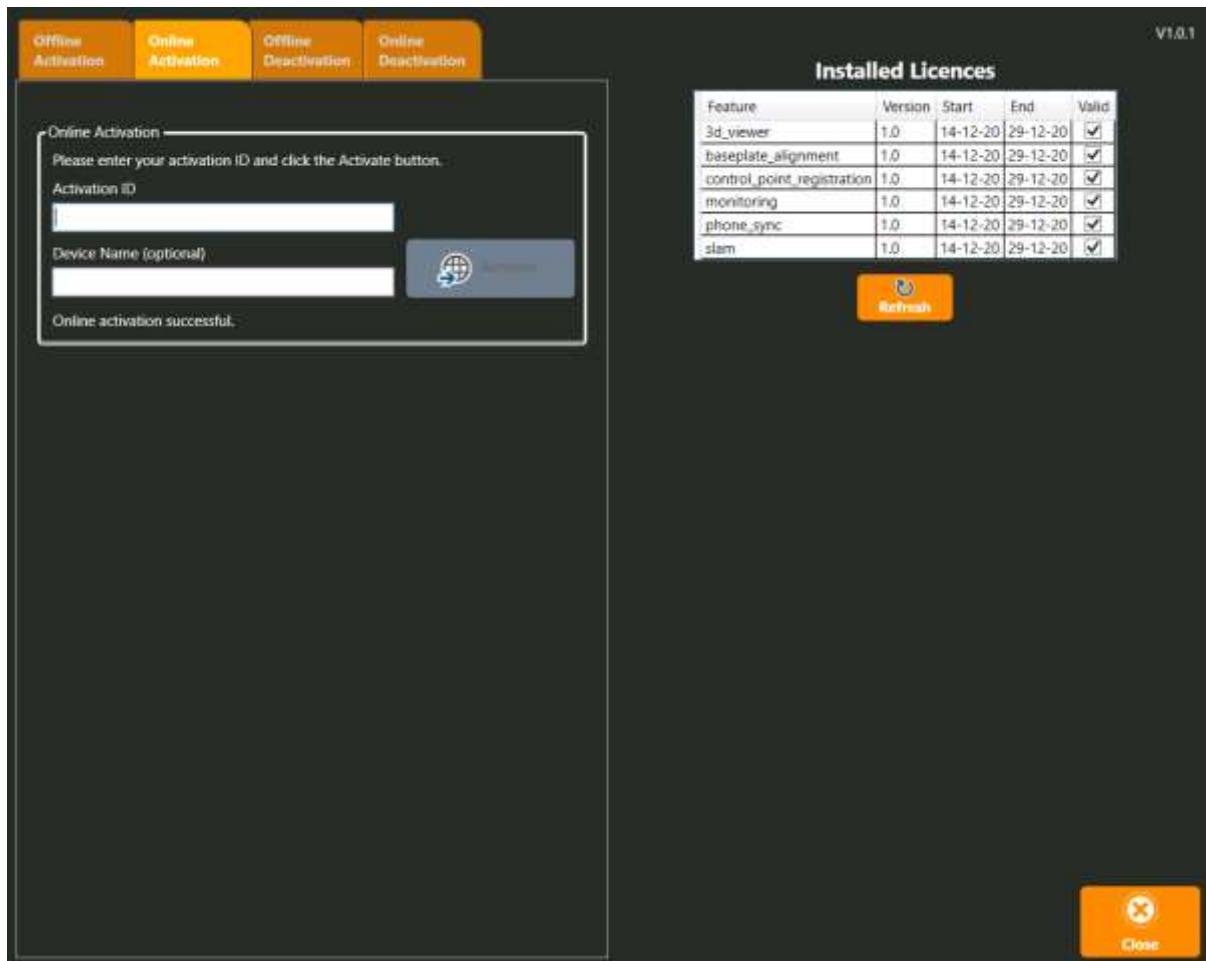 Offline Activation
Online Activation
Offline Deactivation
Online Deactivation
V1.0.1
Online Activation
Please enter your activation ID and click the Activate button.
Activation ID
Device Name (optional)
Online activation successful.
Installed Licences
Feature Version Start End Valid
3d_viewer 1.0 14-12-20 29-12-20
baseplate_alignment 1.0 14-12-20 29-12-20
control_point_registration 1.0 14-12-20 29-12-20
monitoring 1.0 14-12-20 29-12-20
phone_sync 1.0 14-12-20 29-12-20
slam 1.0 14-12-20 29-12-20
Refresh
Close